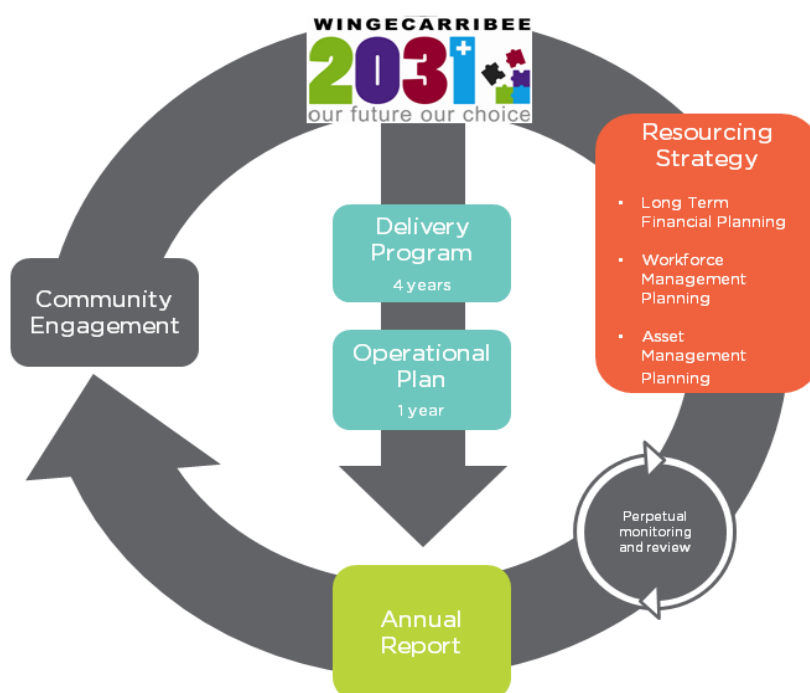 WINGECARRIBEE
2031+
our future our choice
Resourcing
Strategy
▪ Long Term
Financial Planning
▪ Workforce
Management
Planning
▪ Asset
Management
Planning
Delivery
Program
4 years
Community
Engagement
Operational
Plan
1 year
Perpetual
monitoring
and review
Annual
Report